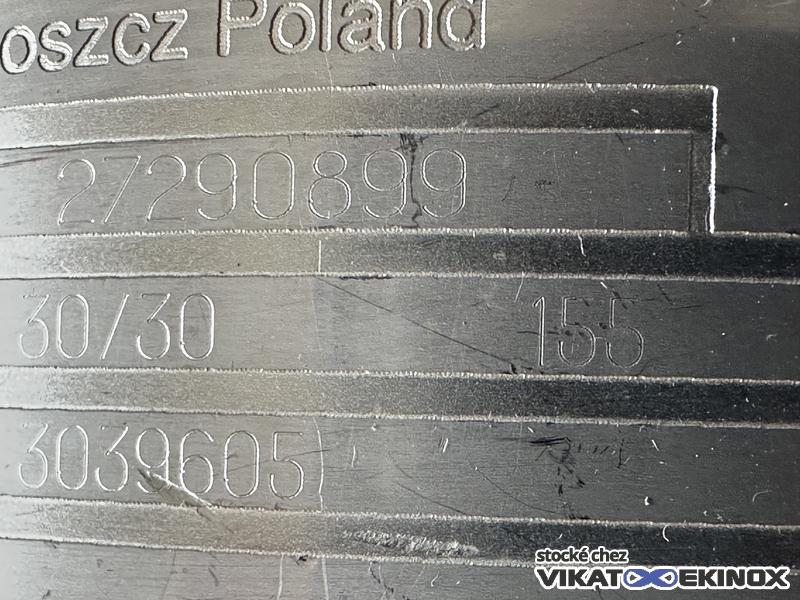 oszcz Poland
27290899
30/30 155
3039605
stocké chez
VIKAT EKINOX